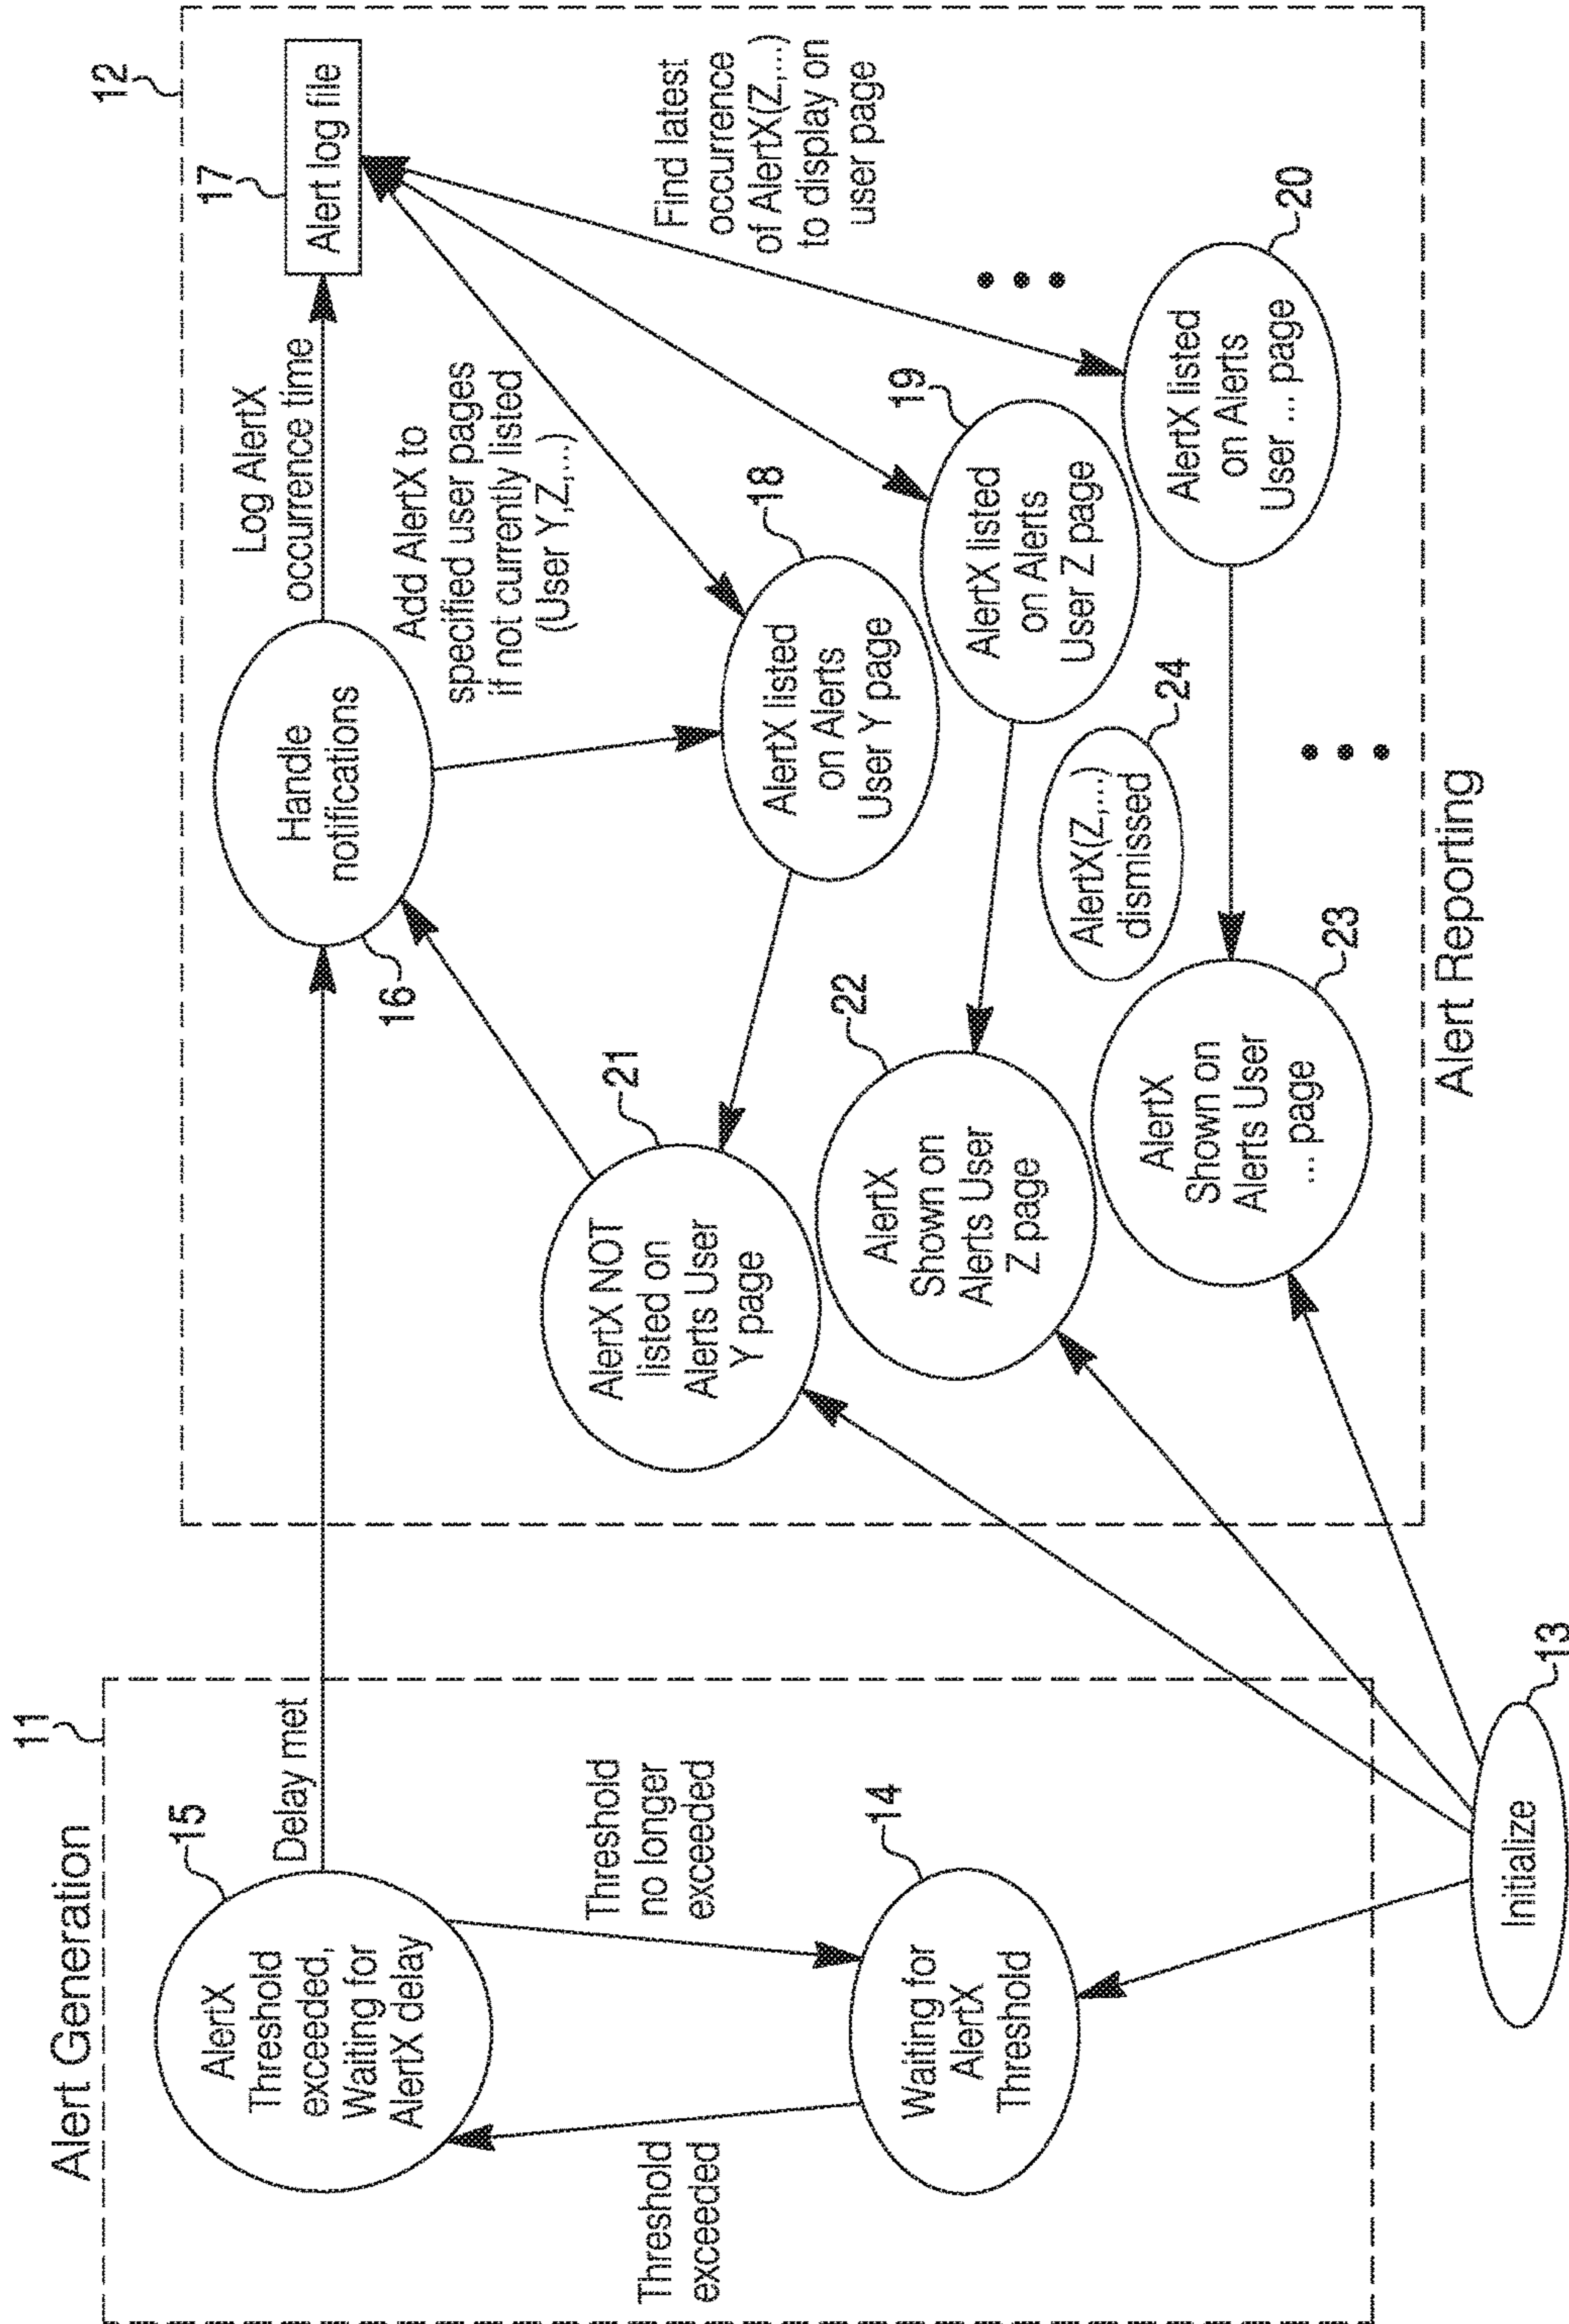 Alert Generation
11
AlertX
Threshold
exceeded,
Waiting for
AlertX delay
15
Delay met
Threshold
exceeded
Threshold
no longer
exceeded
Waiting for
AlertX
Threshold
14
Initialize
13
12
Handle
notifications
16
Log AlertX
occurrence time
Alert log file
17
Add AlertX to
specified user pages
if not currently listed
(User Y,Z,...)
Find latest
occurrence
of AlertX(Z,...)
to display on
user page
AlertX NOT
listed on
Alerts User
Y page
21
AlertX listed
on Alerts
User Y page
18
AlertX
Shown on
Alerts User
Z page
22
AlertX listed
on Alerts
User Z page
19
AlertX(Z,...)
dismissed
24
AlertX
Shown on
Alerts User
... page
23
AlertX listed
on Alerts
User ... page
20
Alert Reporting